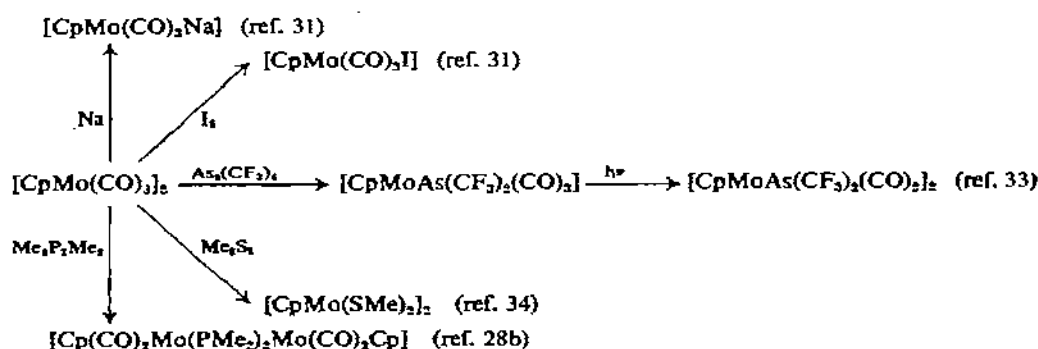 [CpMo(CO)₃Na] (ref. 31)
[CpMo(CO)₃I] (ref. 31)
Na
I₂
[CpMo(CO)₃]₂
As₂(CF₃)₄
[CpMoAs(CF₃)₂(CO)₃]
hν
[CpMoAs(CF₃)₂(CO)₂]₂ (ref. 33)
Me₂P₂Me₂
Me₂S₂
[CpMo(SMe)₂]₂ (ref. 34)
[Cp(CO)₂Mo(PMe₂)₂Mo(CO)₂Cp] (ref. 28b)